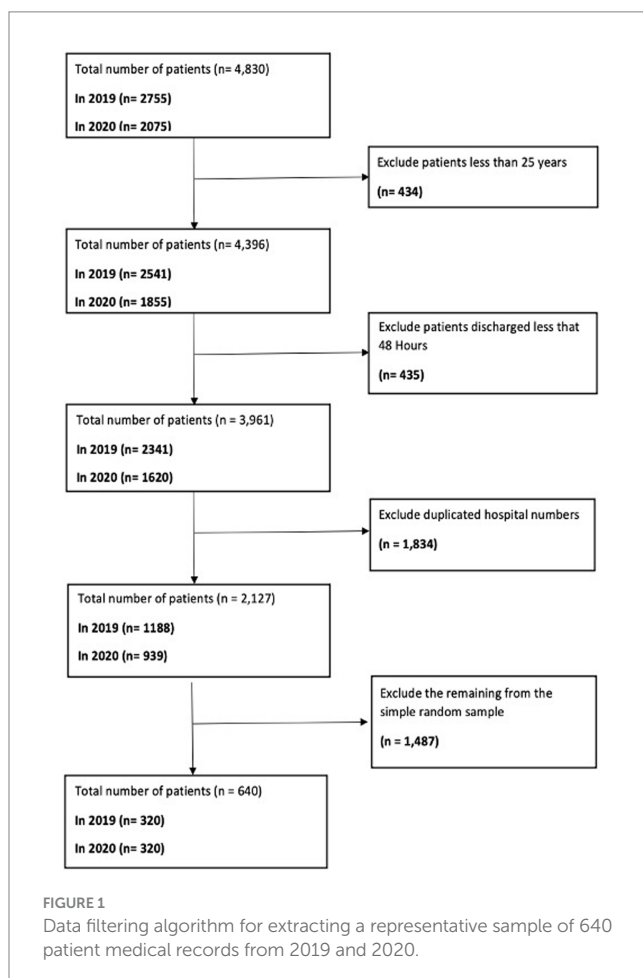 Total number of patients (n= 4,830)
In 2019 (n= 2755)
In 2020 (n= 2075)
Exclude patients less than 25 years
(n= 434)
Total number of patients (n= 4,396)
In 2019 (n= 2541)
In 2020 (n= 1855)
Exclude patients discharged less that
48 Hours
(n= 435)
Total number of patients (n = 3,961)
In 2019 (n= 2341)
In 2020 (n= 1620)
Exclude duplicated hospital numbers
(n = 1,834)
Total number of patients (n = 2,127)
In 2019 (n= 1188)
In 2020 (n= 939)
Exclude the remaining from the
simple random sample
(n = 1,487)
Total number of patients (n = 640)
In 2019 (n= 320)
In 2020 (n= 320)
FIGURE 1
Data filtering algorithm for extracting a representative sample of 640
patient medical records from 2019 and 2020.